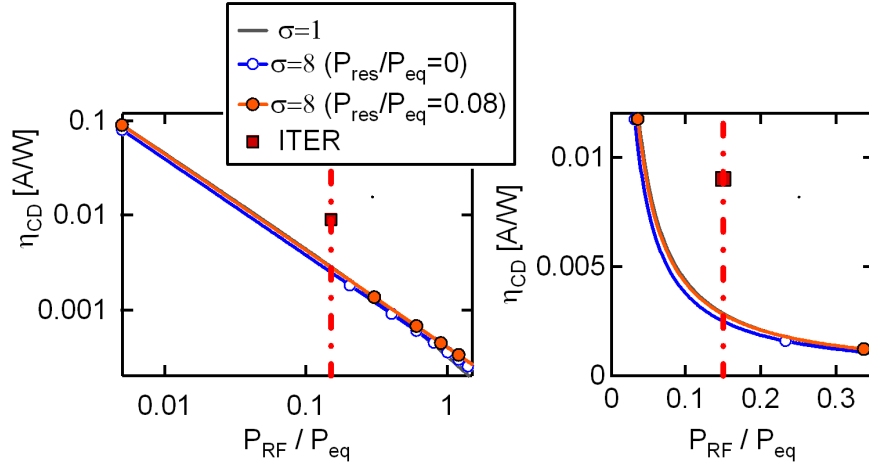 σ=1
σ=8 (P_res/P_eq=0)
σ=8 (P_res/P_eq=0.08)
ITER
η_CD [A/W]
0.1
0.01
0.001
0.01
0.1
1
P_RF / P_eq
η_CD [A/W]
0.01
0.005
0
0
0.1
0.2
0.3
P_RF / P_eq